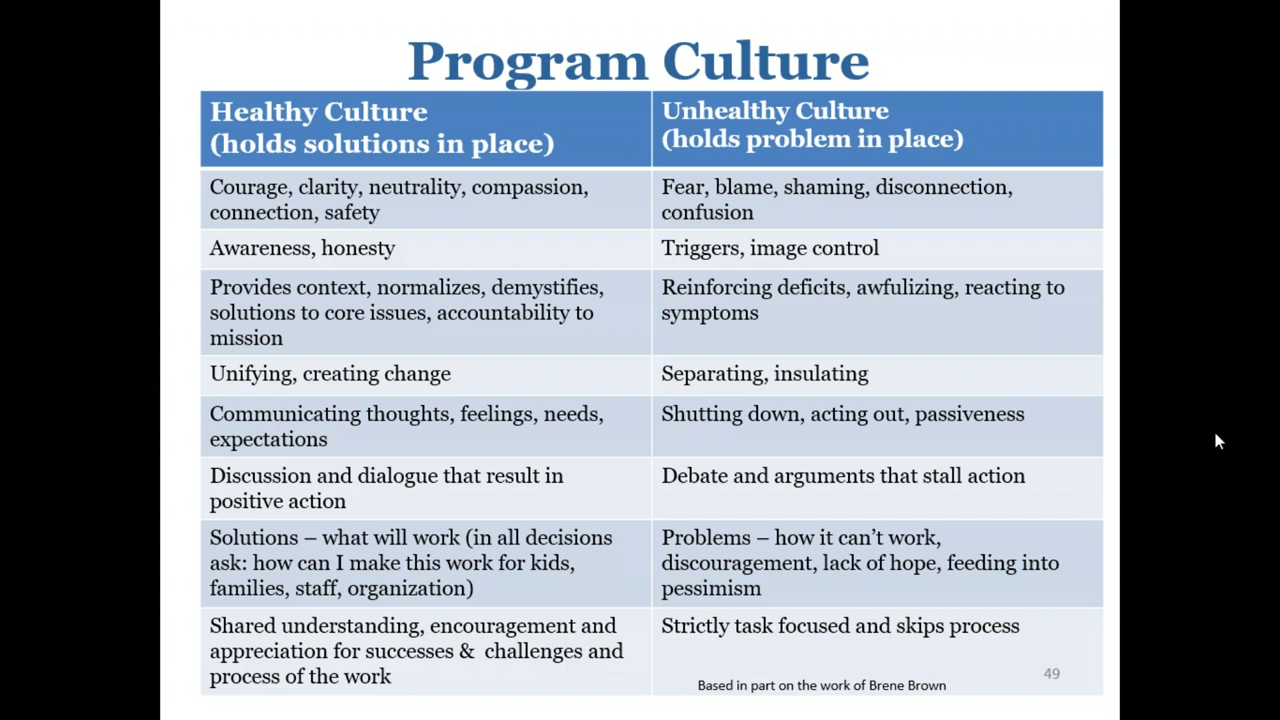 Program Culture
Healthy Culture
(holds solutions in place)
Unhealthy Culture
(holds problem in place)
Courage, clarity, neutrality, compassion,
connection, safety
Fear, blame, shaming, disconnection,
confusion
Awareness, honesty
Triggers, image control
Provides context, normalizes, demystifies,
solutions to core issues, accountability to
mission
Reinforcing deficits, awfulizing, reacting to
symptoms
Unifying, creating change
Separating, insulating
Communicating thoughts, feelings, needs,
expectations
Shutting down, acting out, passiveness
Discussion and dialogue that result in
positive action
Debate and arguments that stall action
Solutions – what will work (in all decisions
ask: how can I make this work for kids,
families, staff, organization)
Problems – how it can’t work,
discouragement, lack of hope, feeding into
pessimism
Shared understanding, encouragement and
appreciation for successes &  challenges and
process of the work
Strictly task focused and skips process
49
Based in part on the work of Brene Brown